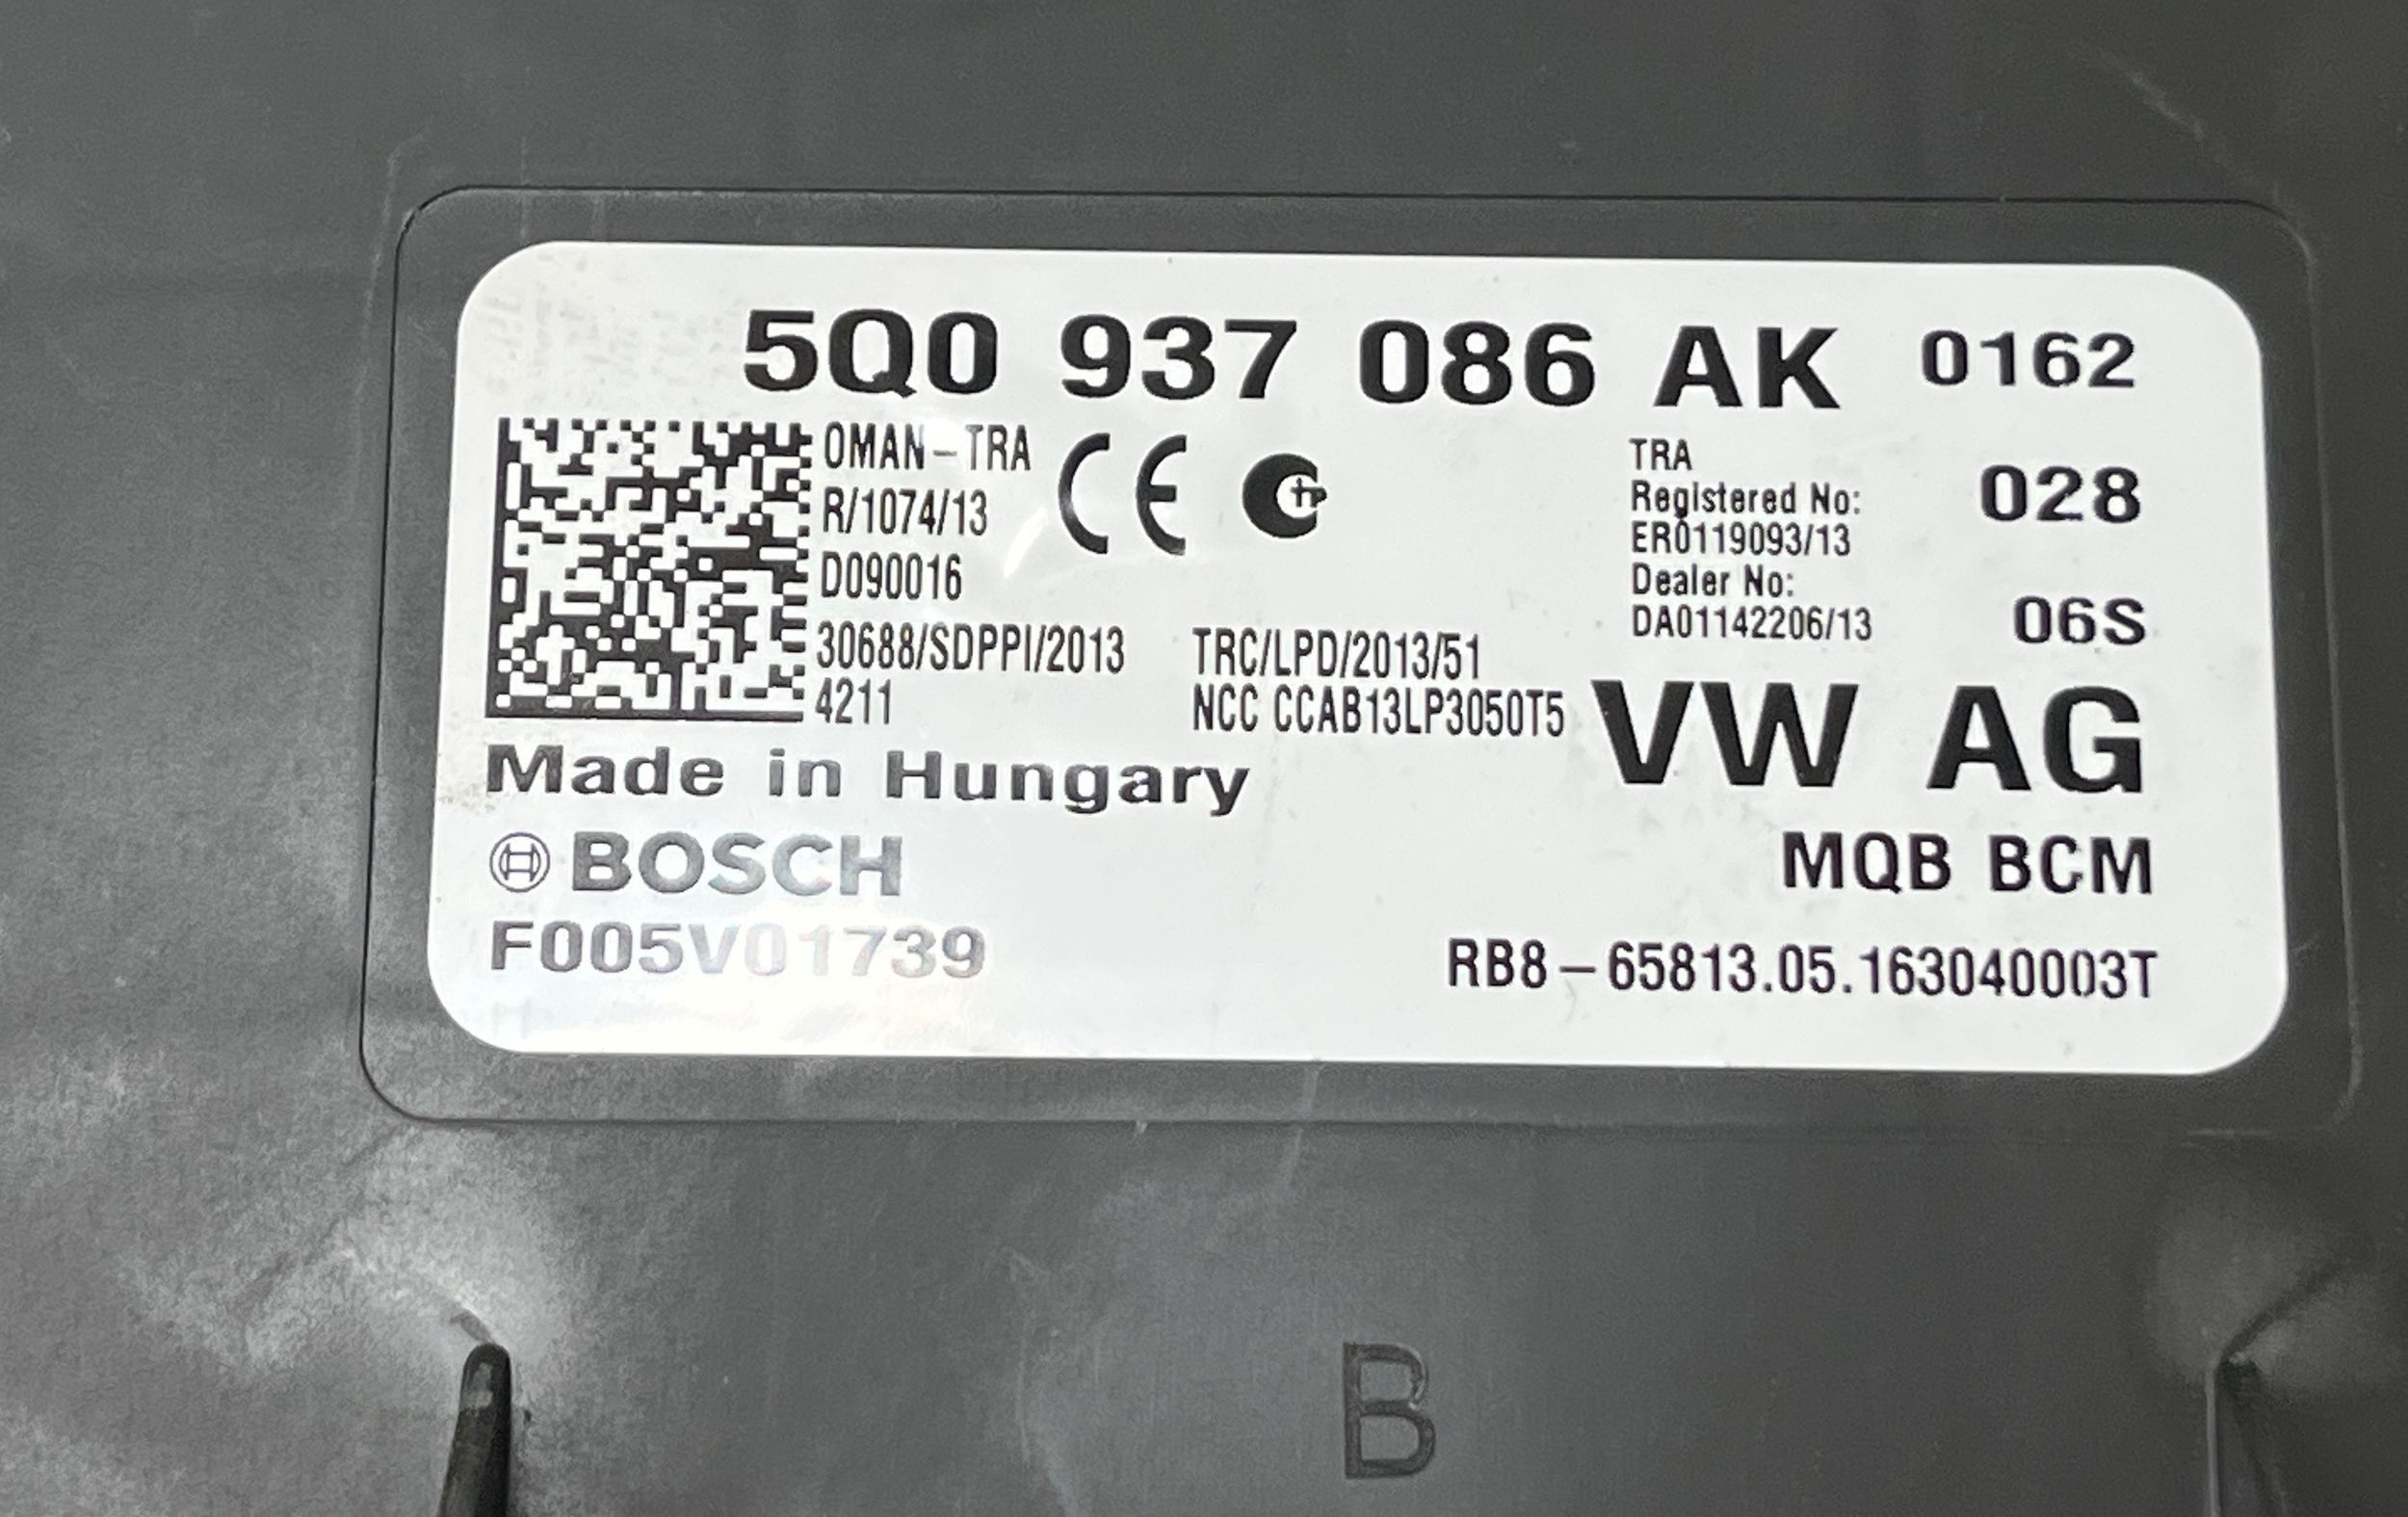 5Q0 937 086 AK 0162
OMAN-TRA
R/1074/13
D090016
30688/SDPPI/2013
4211
CE
TRC/LPD/2013/51
NCC CCAB13LP3050T5
TRA
Registered No:
ER0119093/13
Dealer No:
DA01142206/13
028
06S
VW AG
Made in Hungary
BOSCH
F005V01739
MQB BCM
RB8-65813.05.163040003T
B